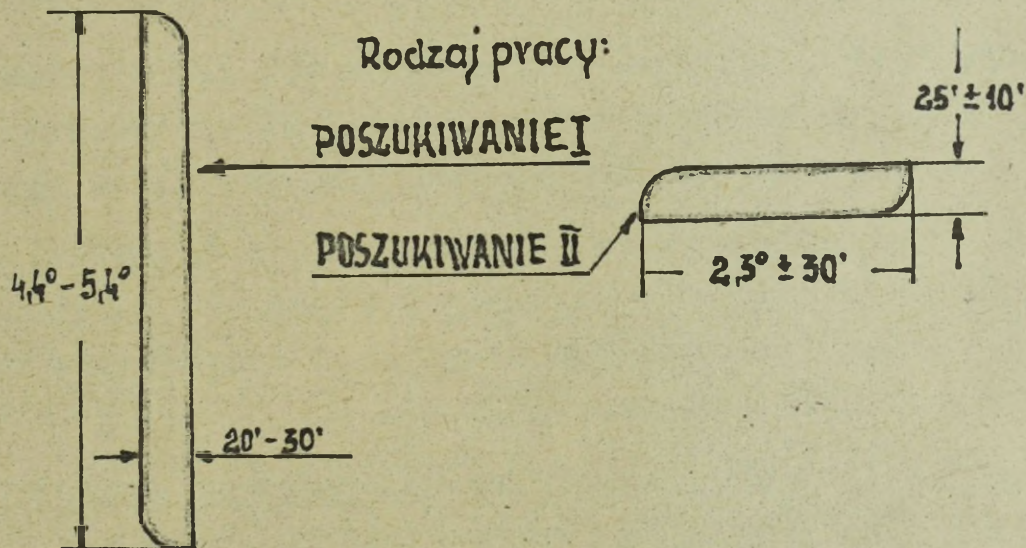 Rodzaj pracy:
POSZUKIWANIE I
25' ± 10'
POSZUKIWANIE II
2,3° ± 30'
4,4° - 5,4°
20' - 30'